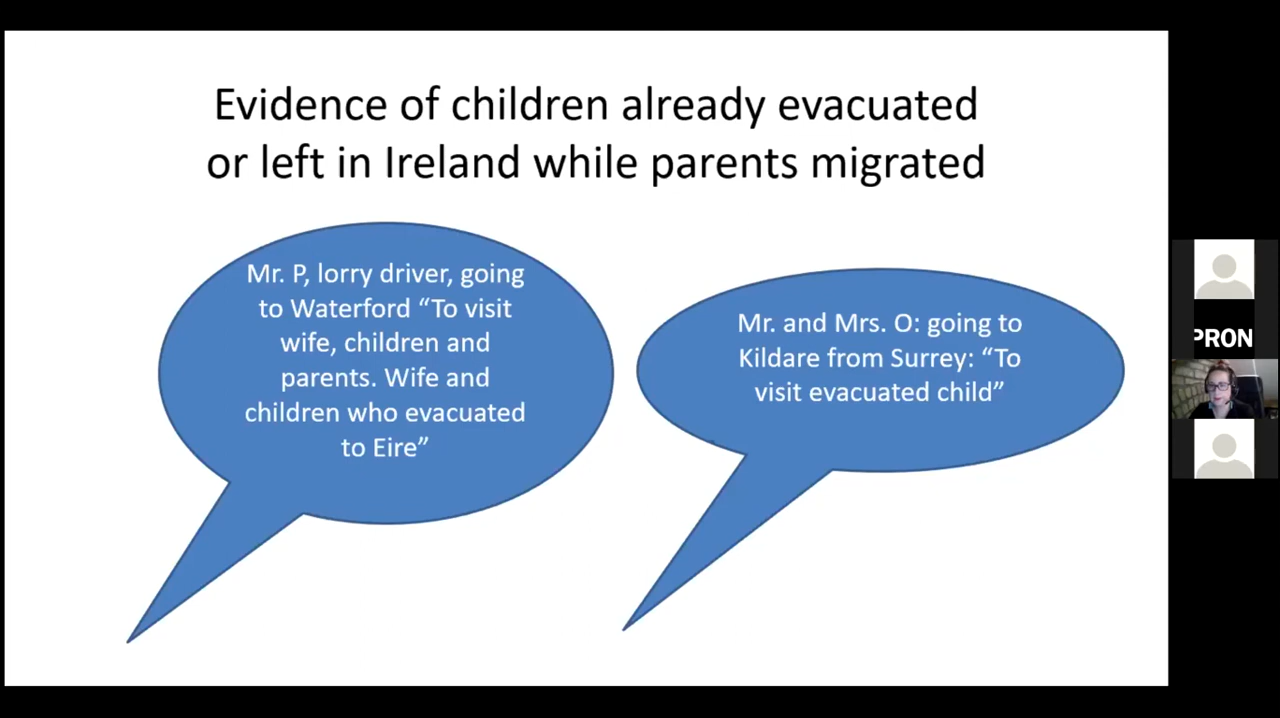 Evidence of children already evacuated
or left in Ireland while parents migrated
Mr. P, lorry driver, going
to Waterford “To visit
wife, children and
parents. Wife and
children who evacuated
to Eire”
Mr. and Mrs. O: going to
Kildare from Surrey: “To
visit evacuated child”
PRON